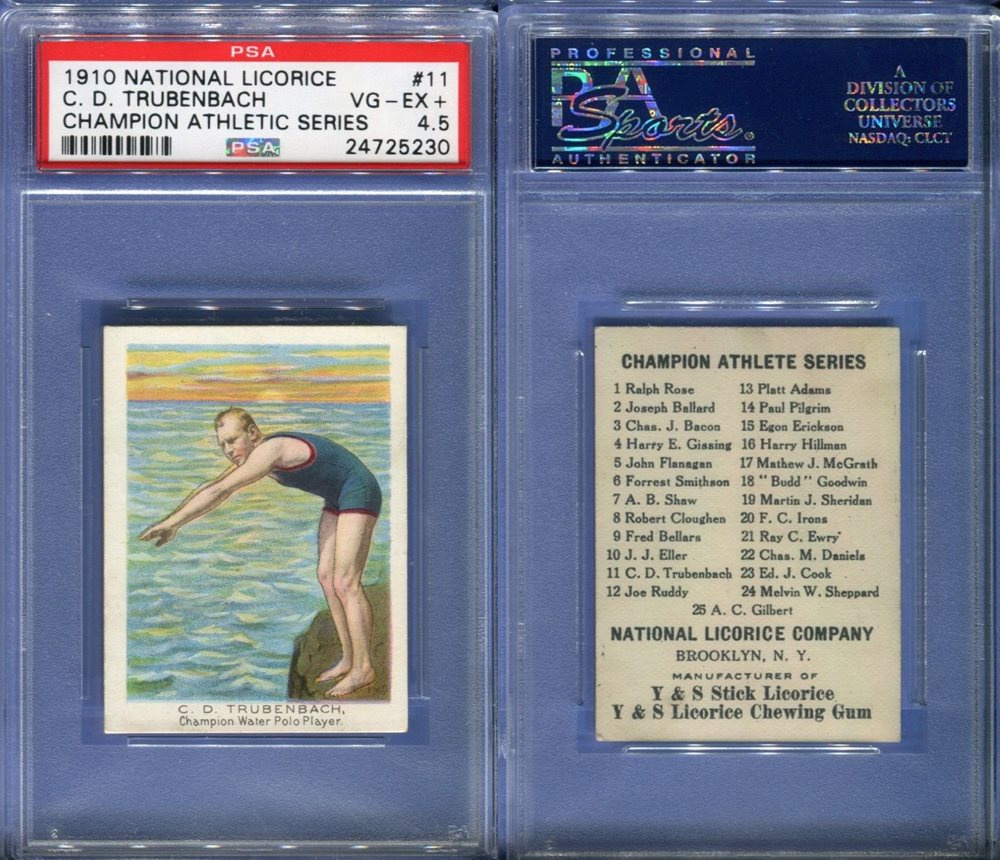 PSA
1910 NATIONAL LICORICE #11
C. D. TRUBENBACH VG-EX+
CHAMPION ATHLETIC SERIES 4.5
PSA 24725230
C. D. TRUBENBACH,
Champion Water Polo Player.
PROFESSIONAL
PSA
Sports®
AUTHENTICATOR
A
DIVISION OF
COLLECTORS
UNIVERSE
NASDAQ: CLCT
CHAMPION ATHLETE SERIES
1 Ralph Rose 13 Platt Adams
2 Joseph Ballard 14 Paul Pilgrim
3 Chas. J. Bacon 15 Egon Erickson
4 Harry E. Gissing 16 Harry Hillman
5 John Flanagan 17 Mathew J. McGrath
6 Forrest Smithson 18 "Budd" Goodwin
7 A. B. Shaw 19 Martin J. Sheridan
8 Robert Cloughen 20 F. C. Irons
9 Fred Bellars 21 Ray C. Ewry
10 J. J. Eller 22 Chas. M. Daniels
11 C. D. Trubenbach 23 Ed. J. Cook
12 Joe Ruddy 24 Melvin W. Sheppard
25 A. C. Gilbert
NATIONAL LICORICE COMPANY
BROOKLYN, N. Y.
MANUFACTURER OF
Y & S Stick Licorice
Y & S Licorice Chewing Gum